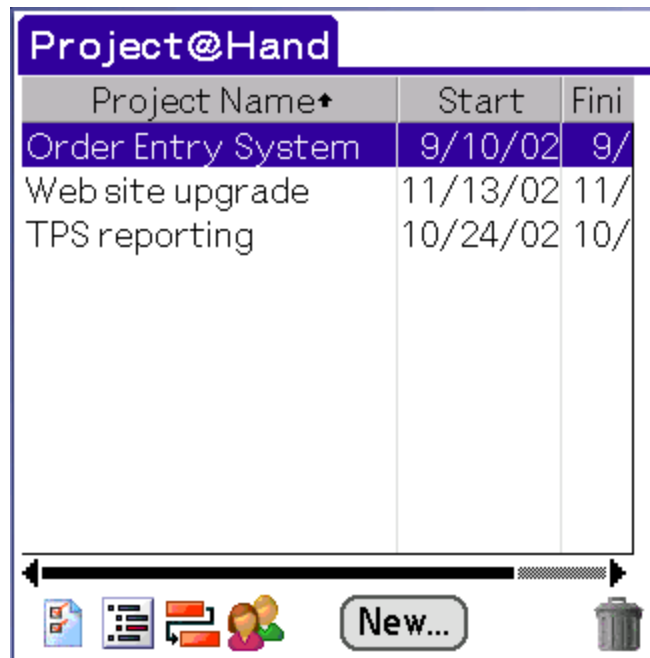 Project@Hand
Project Name Start Fini
Order Entry System 9/10/02 9/
Web site upgrade 11/13/02 11/
TPS reporting 10/24/02 10/
New...